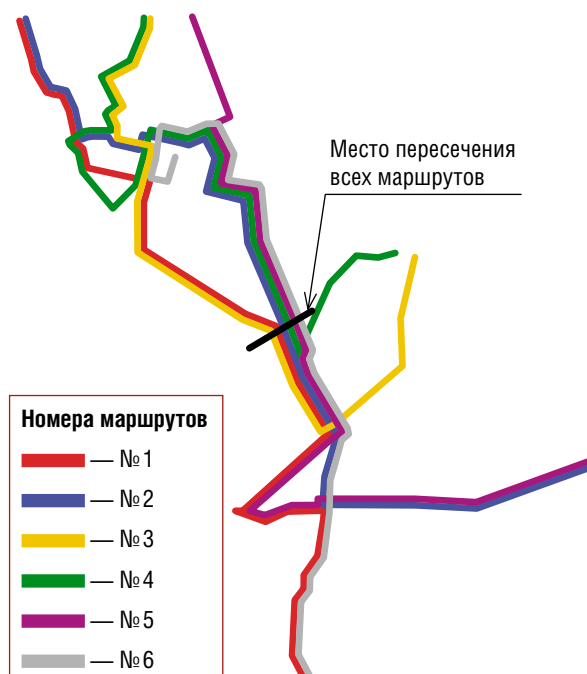 Место пересечения
всех маршрутов
Номера маршрутов
— №1
— №2
— №3
— №4
— №5
— №6